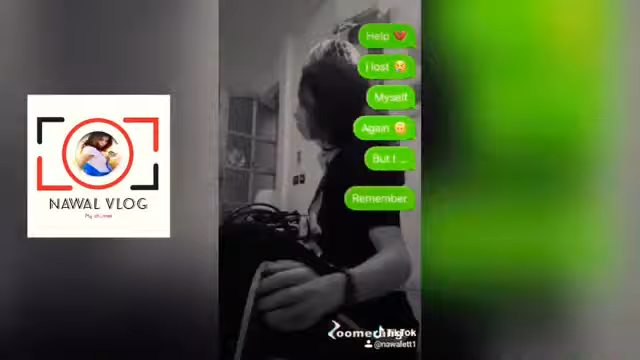 Help 💔
I lost 😢
Myself
Again
But I ...
Remember
NAWAL VLOG
TikTok
@nawalett1